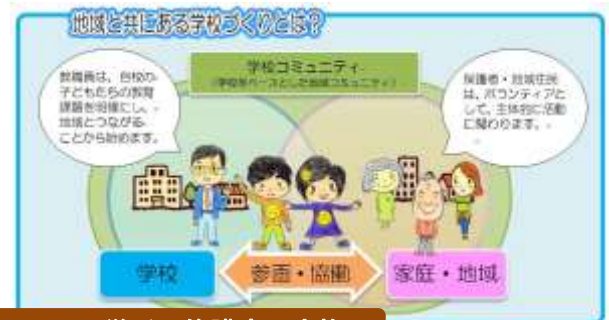 地域と共にある学校づくりとは?
学校コミュニティ
(学校をベースとした地域コミュニティ)
教職員は、自校の
子どもたちの教育
課題を明確にし、
地域とつながる
ことから始めます。
保護者・地域住民
は、ボランティアと
して、主体的に活動
に関わります。
学校
参画・協働
家庭・地域